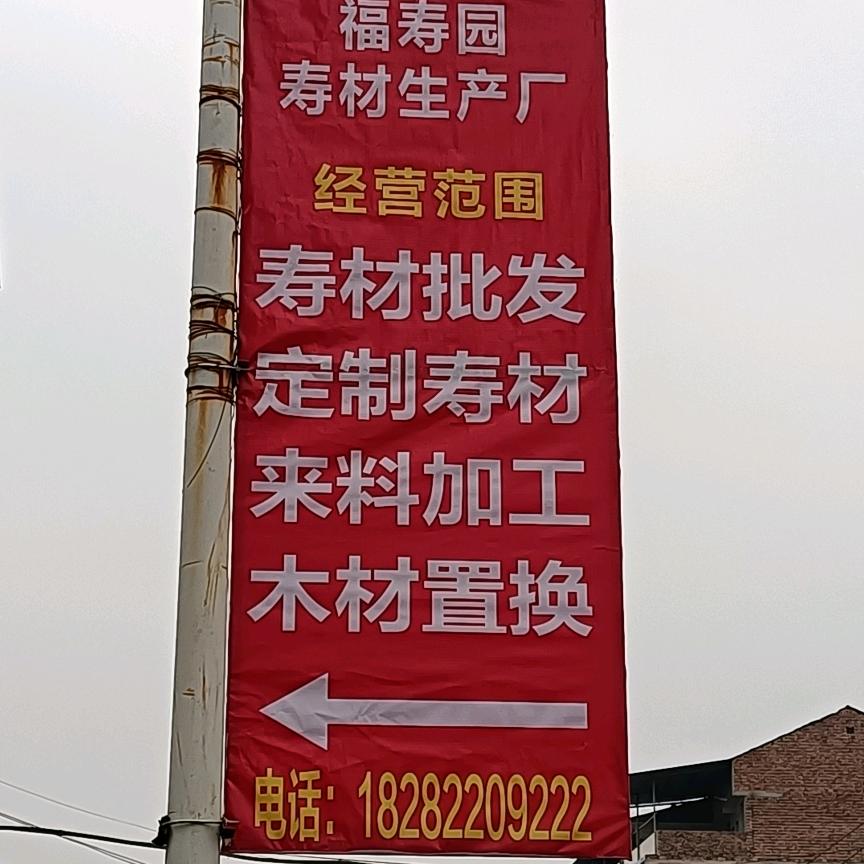 福寿园
寿材生产厂
经营范围
寿材批发
定制寿材
来料加工
木材置换
电话：18282209222